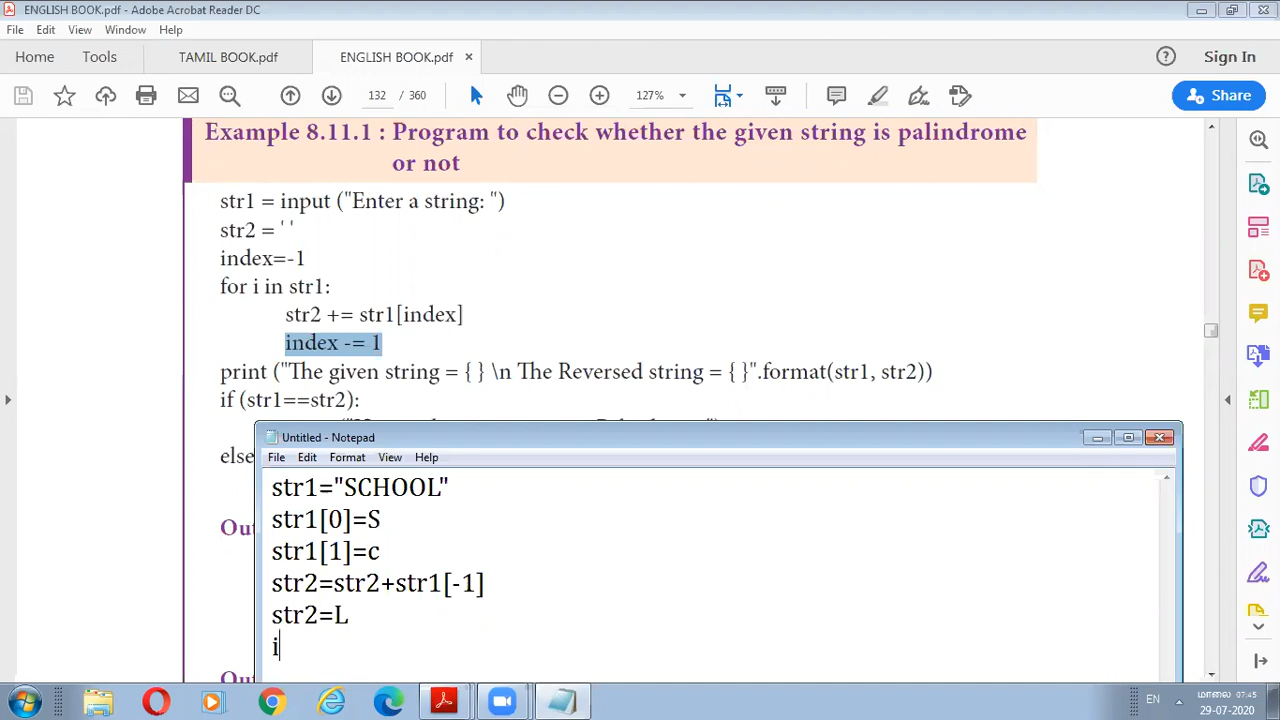 ENGLISH BOOK.pdf - Adobe Acrobat Reader DC
File Edit View Window Help
Home Tools TAMIL BOOK.pdf ENGLISH BOOK.pdf × Sign In
132 / 360 127% Share
Example 8.11.1 : Program to check whether the given string is palindrome
or not
str1 = input ("Enter a string: ")
str2 = ' '
index=-1
for i in str1:
str2 += str1[index]
index -= 1
print ("The given string = { } \n The Reversed string = { }".format(str1, str2))
if (str1==str2):
else
Out
Out
Untitled - Notepad
File Edit Format View Help
str1="SCHOOL"
str1[0]=S
str1[1]=c
str2=str2+str1[-1]
str2=L
i
EN மாலை 07:45
29-07-2020